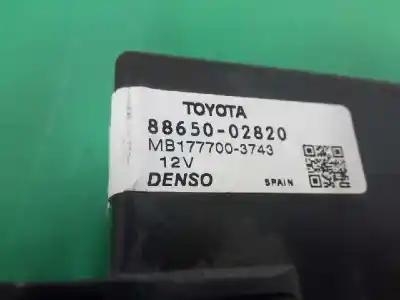 TOYOTA
88650-02820
MB177700-3743
12V
DENSO SPAIN